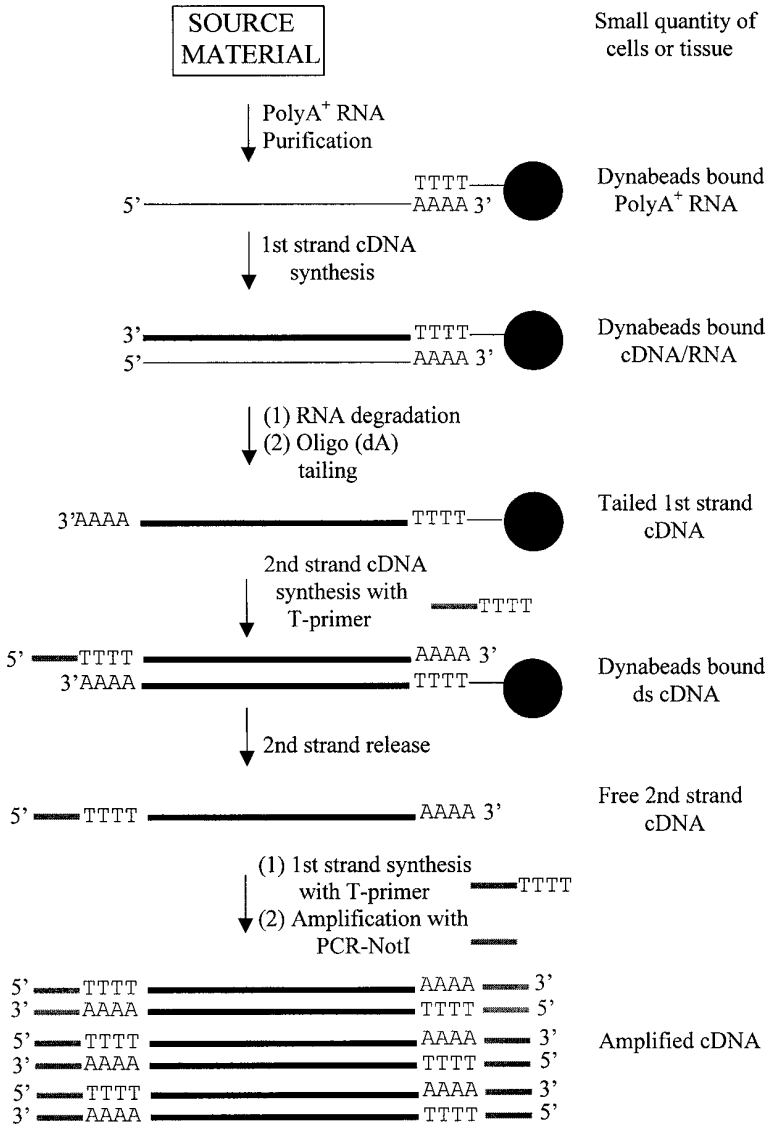 SOURCE
MATERIAL
Small quantity of
cells or tissue
PolyA⁺ RNA
Purification
TTTT
5’ AAAA 3’
Dynabeads bound
PolyA⁺ RNA
1st strand cDNA
synthesis
3’ TTTT
5’ AAAA 3’
Dynabeads bound
cDNA/RNA
(1) RNA degradation
(2) Oligo (dA)
tailing
3’AAAA TTTT
Tailed 1st strand
cDNA
2nd strand cDNA
synthesis with
T-primer
TTTT
5’ TTTT AAAA 3’
3’AAAA TTTT
Dynabeads bound
ds cDNA
2nd strand release
5’ TTTT AAAA 3’
Free 2nd strand
cDNA
(1) 1st strand synthesis
with T-primer
TTTT
(2) Amplification with
PCR-NotI
5’ TTTT AAAA 3’
3’ AAAA TTTT 5’
5’ TTTT AAAA 3’
3’ AAAA TTTT 5’
5’ TTTT AAAA 3’
3’ AAAA TTTT 5’
Amplified cDNA